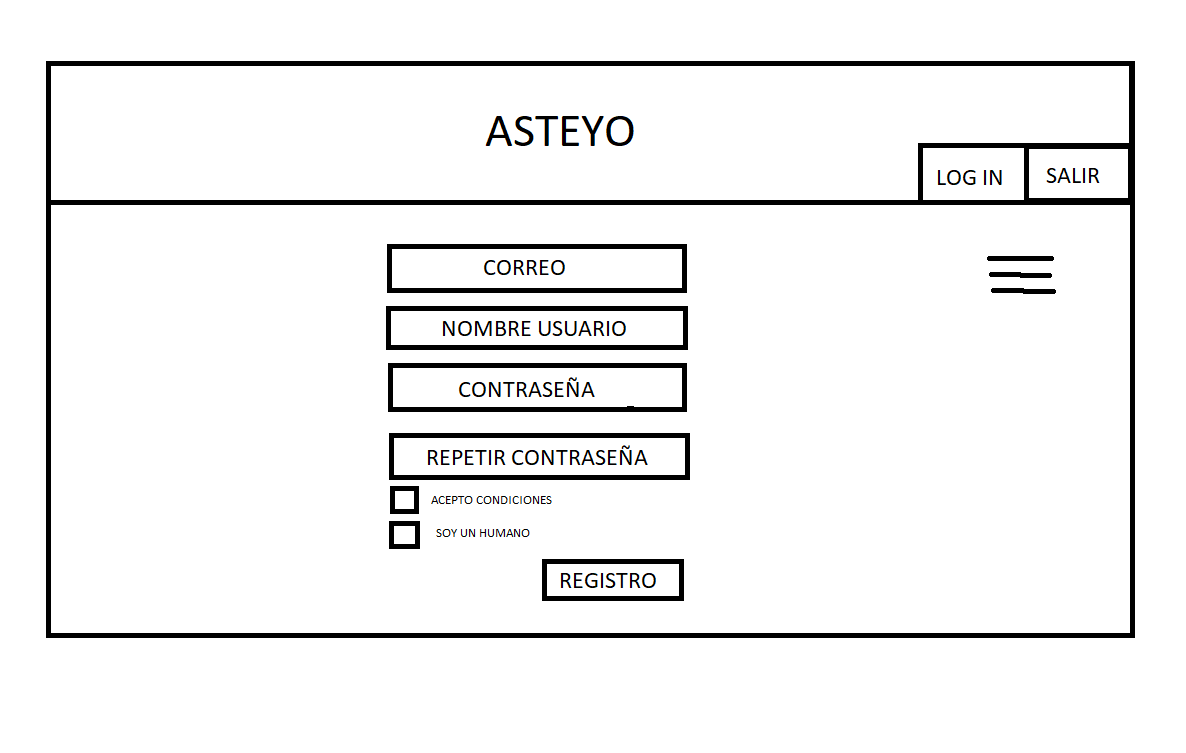 ASTEYO
LOG IN
SALIR
CORREO
NOMBRE USUARIO
CONTRASEÑA
REPETIR CONTRASEÑA
ACEPTO CONDICIONES
SOY UN HUMANO
REGISTRO